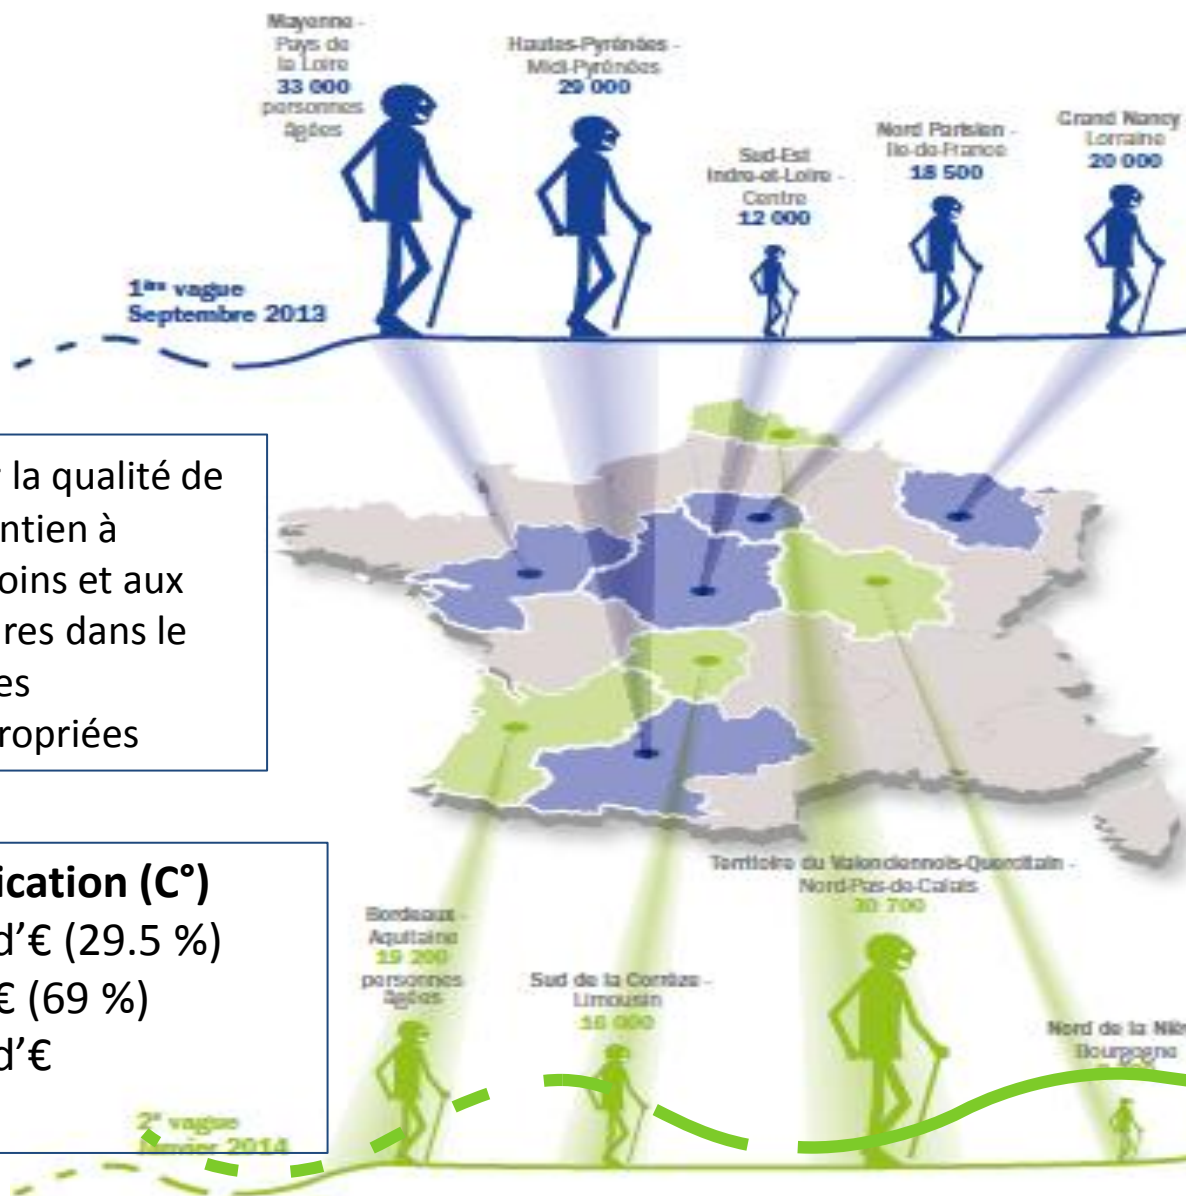 Mayenne -
Pays de
la Loire
33 000
personnes
âgées
Hautes-Pyrénées -
Midi-Pyrénées
29 000
Sud-Est
Indre-et-Loire -
Centre
12 000
Nord Parisien -
Ile-de-France
18 500
Grand Nancy
Lorraine
20 000
1ère vague
Septembre 2013
la qualité de
ntien à
oins et aux
res dans le
es
ropriées
ication (C°)
d’€ (29.5 %)
€ (69 %)
d’€
Territoire du Valenciennois-Quercitain -
Nord-Pas-de-Calais
30 700
Bordeaux -
Aquitaine
19 200
personnes
âgées
Sud de la Corrèze -
Limousin
16 000
Nord de la Niè
Bourgogne
2e vague
Janvier 2014